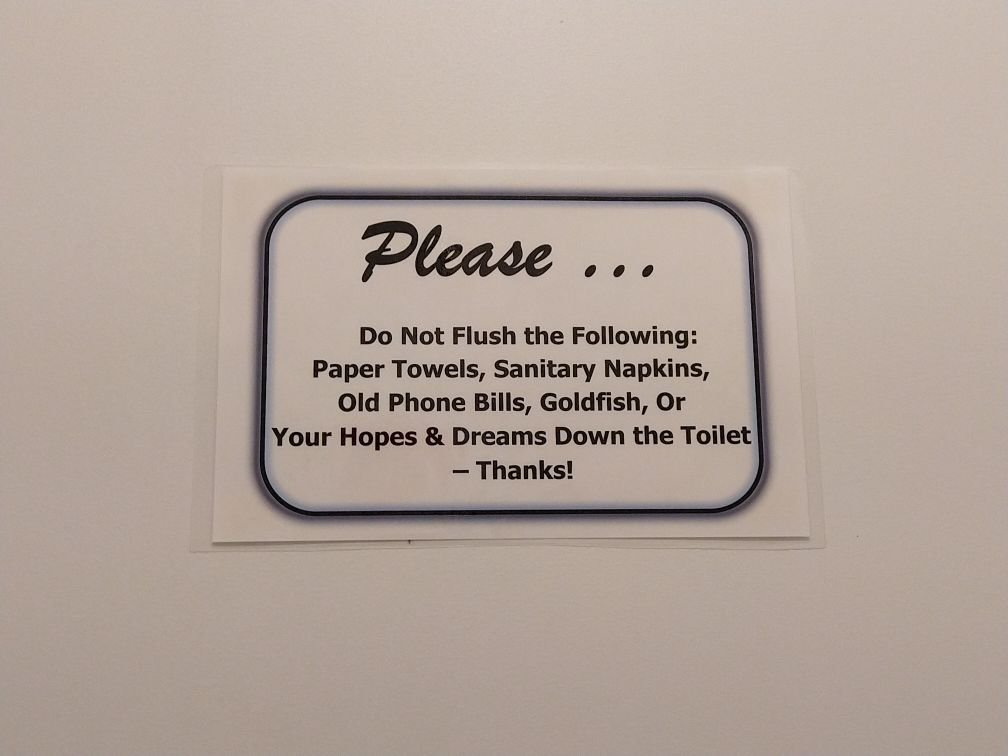 Please ...
Do Not Flush the Following:
Paper Towels, Sanitary Napkins,
Old Phone Bills, Goldfish, Or
Your Hopes & Dreams Down the Toilet
– Thanks!